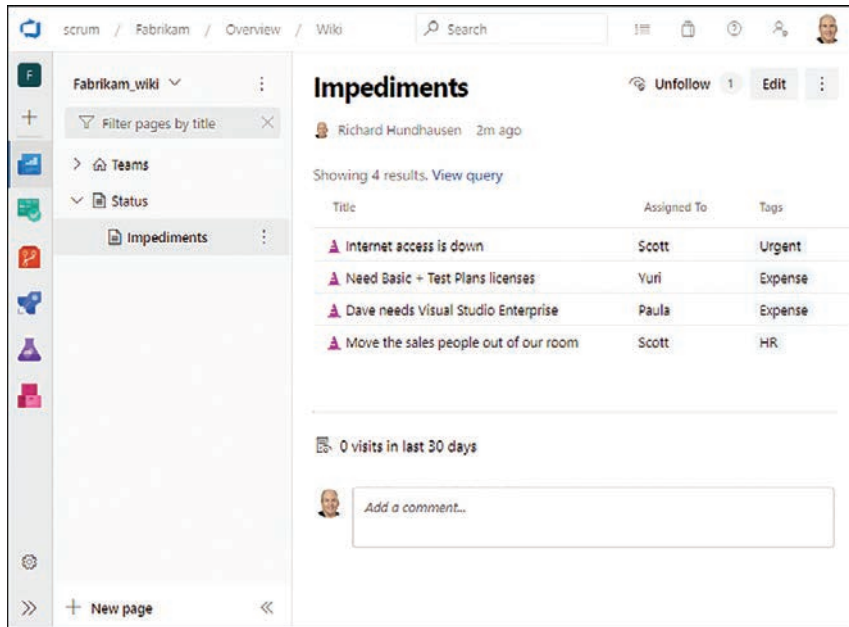 scrum / Fabrikam / Overview / Wiki
Search
F
Fabrikam_wiki
Filter pages by title
Teams
Status
Impediments
New page
Impediments
Unfollow 1 Edit
Richard Hundhausen 2m ago
Showing 4 results. View query
Title Assigned To Tags
Internet access is down Scott Urgent
Need Basic + Test Plans licenses Yuri Expense
Dave needs Visual Studio Enterprise Paula Expense
Move the sales people out of our room Scott HR
0 visits in last 30 days
Add a comment...